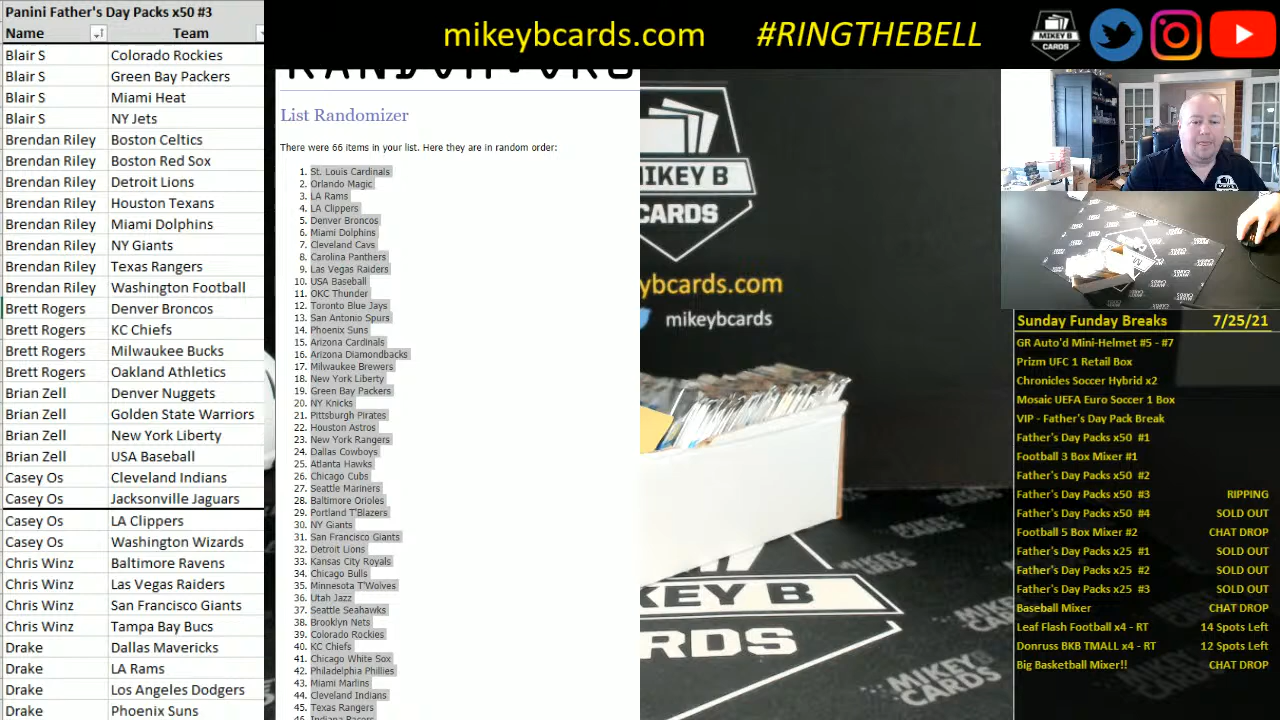 Panini Father's Day Packs x50 #3
Name Team
Blair S Colorado Rockies
Blair S Green Bay Packers
Blair S Miami Heat
Blair S NY Jets
Brendan Riley Boston Celtics
Brendan Riley Boston Red Sox
Brendan Riley Detroit Lions
Brendan Riley Houston Texans
Brendan Riley Miami Dolphins
Brendan Riley NY Giants
Brendan Riley Texas Rangers
Brendan Riley Washington Football
Brett Rogers Denver Broncos
Brett Rogers KC Chiefs
Brett Rogers Milwaukee Bucks
Brett Rogers Oakland Athletics
Brian Zell Denver Nuggets
Brian Zell Golden State Warriors
Brian Zell New York Liberty
Brian Zell USA Baseball
Casey Os Cleveland Indians
Casey Os Jacksonville Jaguars
Casey Os LA Clippers
Casey Os Washington Wizards
Chris Winz Baltimore Ravens
Chris Winz Las Vegas Raiders
Chris Winz San Francisco Giants
Chris Winz Tampa Bay Bucs
Drake Dallas Mavericks
Drake LA Rams
Drake Los Angeles Dodgers
Drake Phoenix Suns
mikeybcards.com #RINGTHEBELL
MIKEY B
CARDS
RANDOM.ORG
List Randomizer
There were 66 items in your list. Here they are in random order:
1. St. Louis Cardinals
2. Orlando Magic
3. LA Rams
4. LA Clippers
5. Denver Broncos
6. Miami Dolphins
7. Cleveland Cavs
8. Carolina Panthers
9. Las Vegas Raiders
10. USA Baseball
11. OKC Thunder
12. Toronto Blue Jays
13. San Antonio Spurs
14. Phoenix Suns
15. Arizona Cardinals
16. Arizona Diamondbacks
17. Milwaukee Brewers
18. New York Liberty
19. Green Bay Packers
20. NY Knicks
21. Pittsburgh Pirates
22. Houston Astros
23. New York Rangers
24. Dallas Cowboys
25. Atlanta Hawks
26. Chicago Cubs
27. Seattle Mariners
28. Baltimore Orioles
29. Portland T'Blazers
30. NY Giants
31. San Francisco Giants
32. Detroit Lions
33. Kansas City Royals
34. Chicago Bulls
35. Minnesota T'Wolves
36. Utah Jazz
37. Seattle Seahawks
38. Brooklyn Nets
39. Colorado Rockies
40. KC Chiefs
41. Chicago White Sox
42. Philadelphia Phillies
43. Miami Marlins
44. Cleveland Indians
45. Texas Rangers
46. Indiana Pacers
MIKEY B
CARDS
ybcards.com
mikeybcards
KEY B
RDS
MIKEY B
CARDS
Sunday Funday Breaks 7/25/21
GR Auto'd Mini-Helmet #5 - #7
Prizm UFC 1 Retail Box
Chronicles Soccer Hybrid x2
Mosaic UEFA Euro Soccer 1 Box
VIP - Father's Day Pack Break
Father's Day Packs x50 #1
Football 3 Box Mixer #1
Father's Day Packs x50 #2
Father's Day Packs x50 #3 RIPPING
Father's Day Packs x50 #4 SOLD OUT
Football 5 Box Mixer #2 CHAT DROP
Father's Day Packs x25 #1 SOLD OUT
Father's Day Packs x25 #2 SOLD OUT
Father's Day Packs x25 #3 SOLD OUT
Baseball Mixer CHAT DROP
Leaf Flash Football x4 - RT 14 Spots Left
Donruss BKB TMALL x4 - RT 12 Spots Left
Big Basketball Mixer!! CHAT DROP